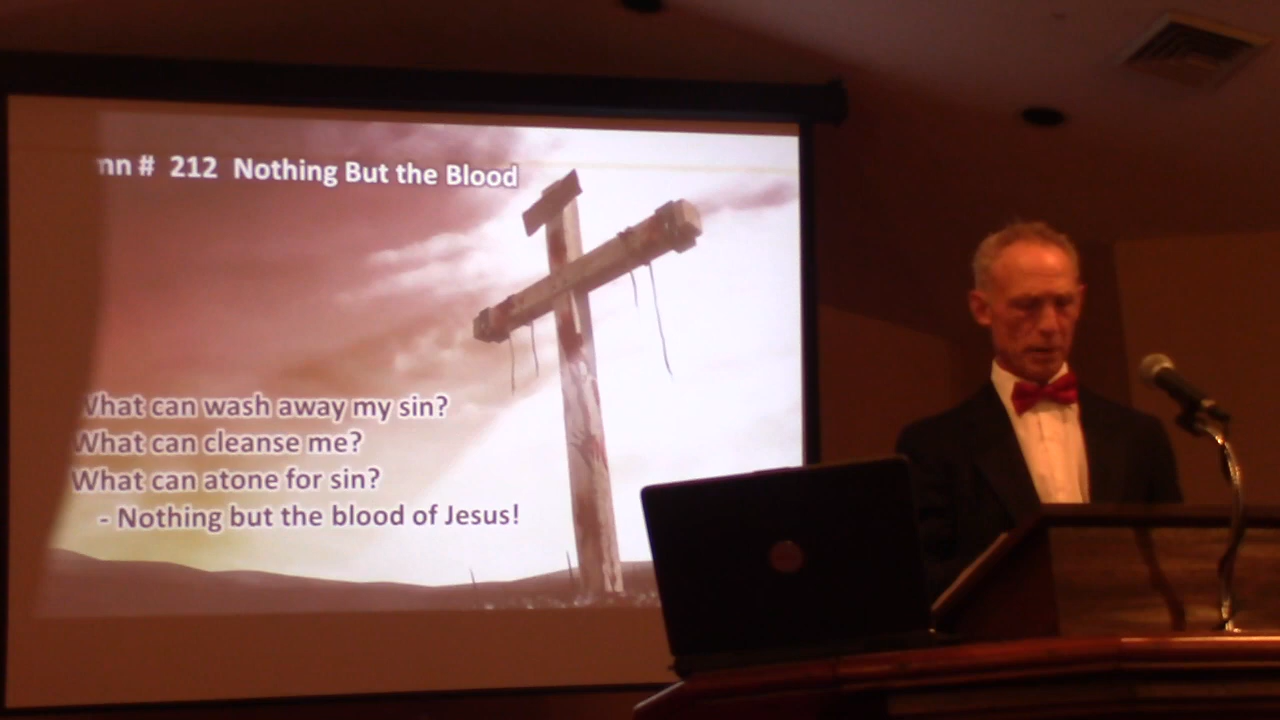 mn # 212 Nothing But the Blood
What can wash away my sin?
What can cleanse me?
What can atone for sin?
- Nothing but the blood of Jesus!